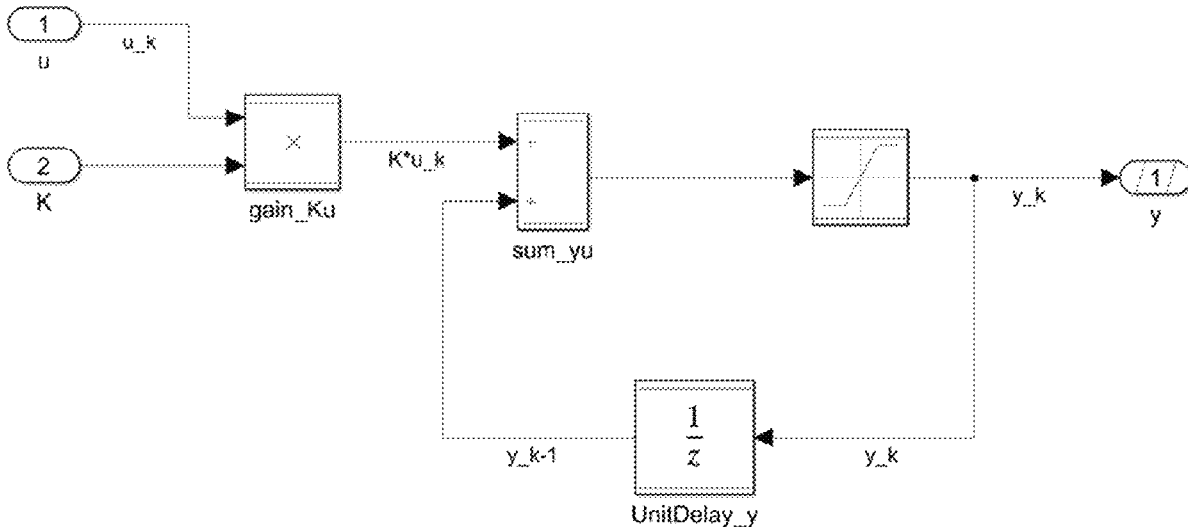 1
u
u_k
2
K
×
gain_Ku
K*u_k
+
sum_yu
y_k
1
y
1
z
UnitDelay_y
y_k-1
y_k